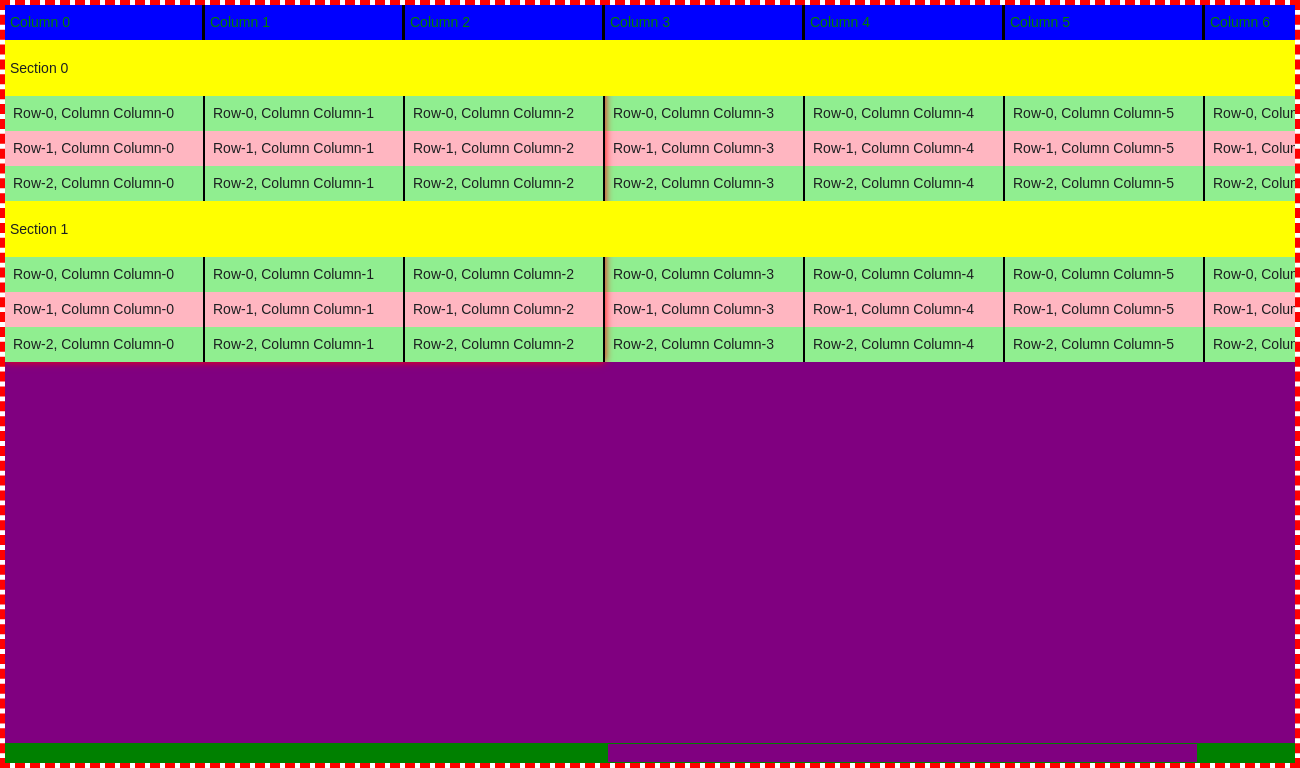 Column 0 Column 1 Column 2 Column 3 Column 4 Column 5 Column 6
Section 0
Row-0, Column Column-0 Row-0, Column Column-1 Row-0, Column Column-2 Row-0, Column Column-3 Row-0, Column Column-4 Row-0, Column Column-5 Row-0,
Row-1, Column Column-0 Row-1, Column Column-1 Row-1, Column Column-2 Row-1, Column Column-3 Row-1, Column Column-4 Row-1, Column Column-5 Row-1,
Row-2, Column Column-0 Row-2, Column Column-1 Row-2, Column Column-2 Row-2, Column Column-3 Row-2, Column Column-4 Row-2, Column Column-5 Row-2,
Section 1
Row-0, Column Column-0 Row-0, Column Column-1 Row-0, Column Column-2 Row-0, Column Column-3 Row-0, Column Column-4 Row-0, Column Column-5 Row-0,
Row-1, Column Column-0 Row-1, Column Column-1 Row-1, Column Column-2 Row-1, Column Column-3 Row-1, Column Column-4 Row-1, Column Column-5 Row-1,
Row-2, Column Column-0 Row-2, Column Column-1 Row-2, Column Column-2 Row-2, Column Column-3 Row-2, Column Column-4 Row-2, Column Column-5 Row-2,